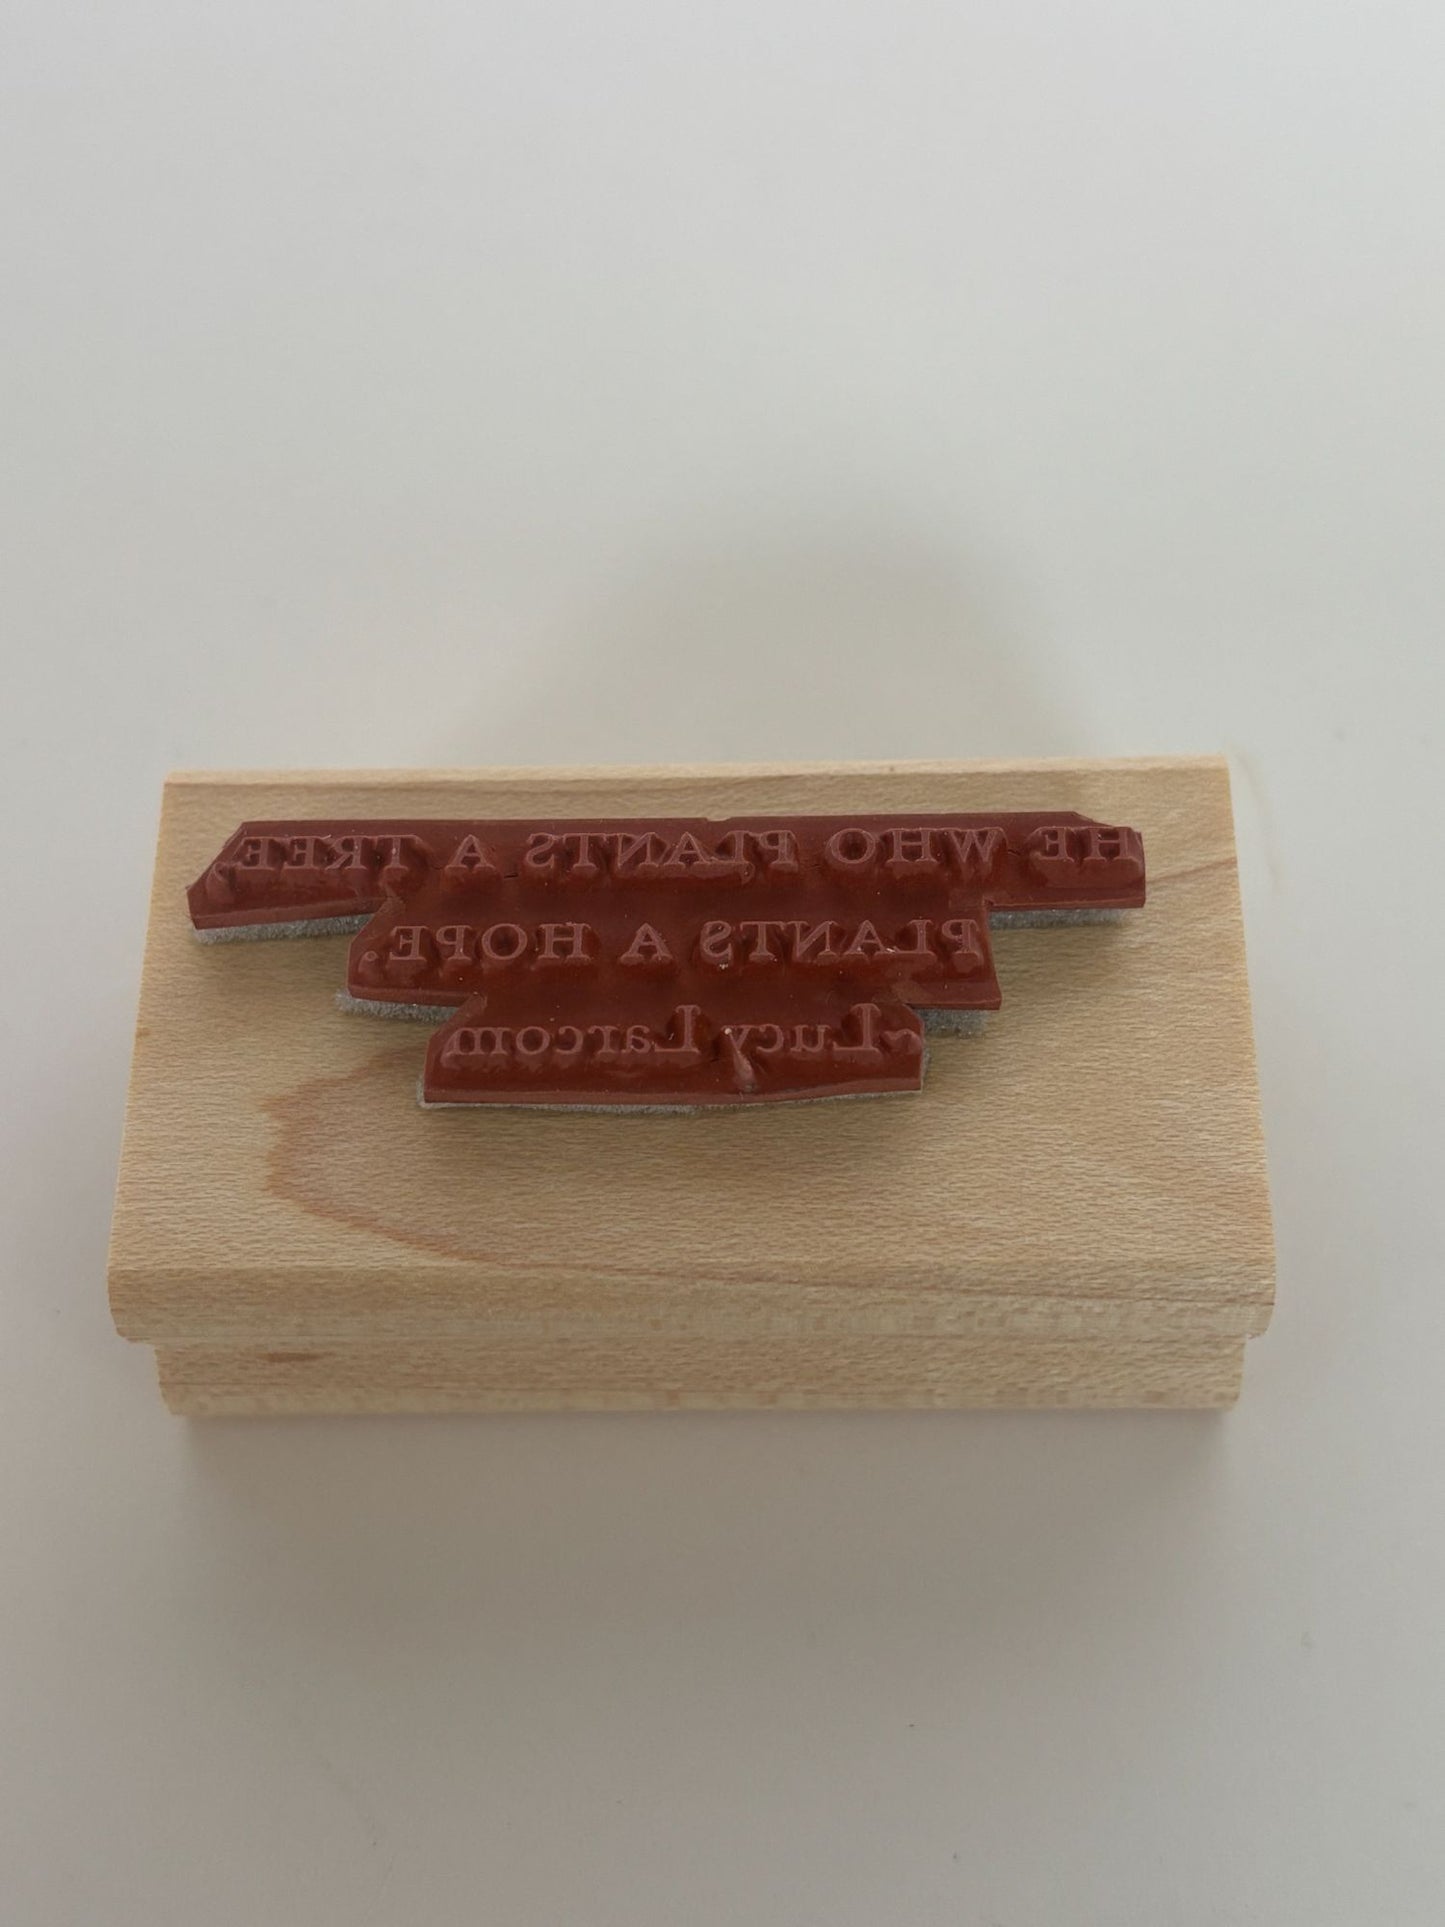 HE WHO PLANTS A TREE,
PLANTS A HOPE.
~Lucy Larcom